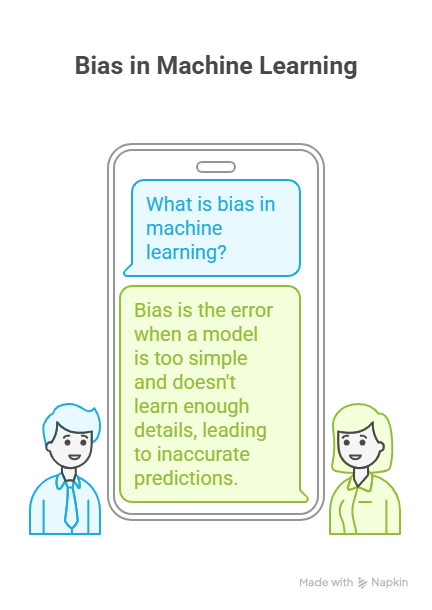 Bias in Machine Learning
What is bias in
machine
learning?
Bias is the error
when a model
is too simple
and doesn't
learn enough
details, leading
to inaccurate
predictions.
Made with Napkin